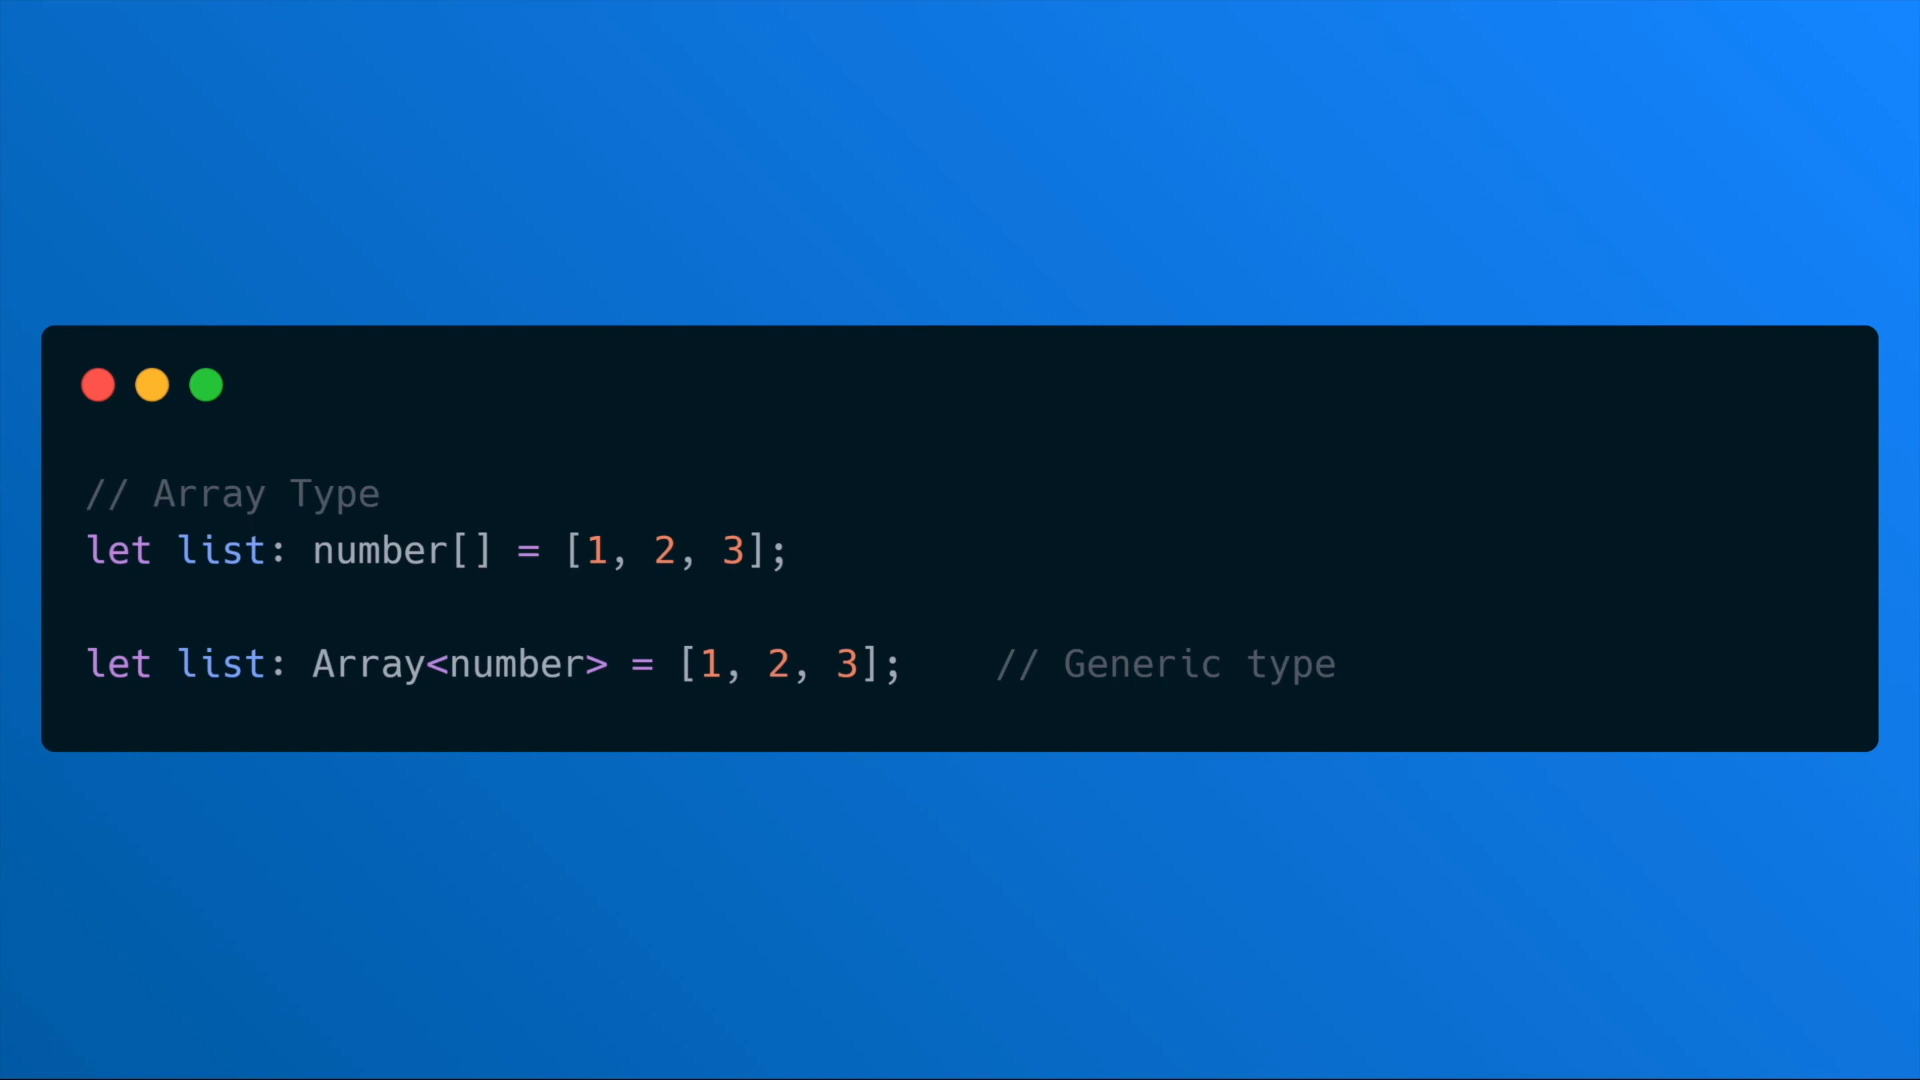 // Array Type
let list: number[] = [1, 2, 3];
let list: Array<number> = [1, 2, 3];    // Generic type